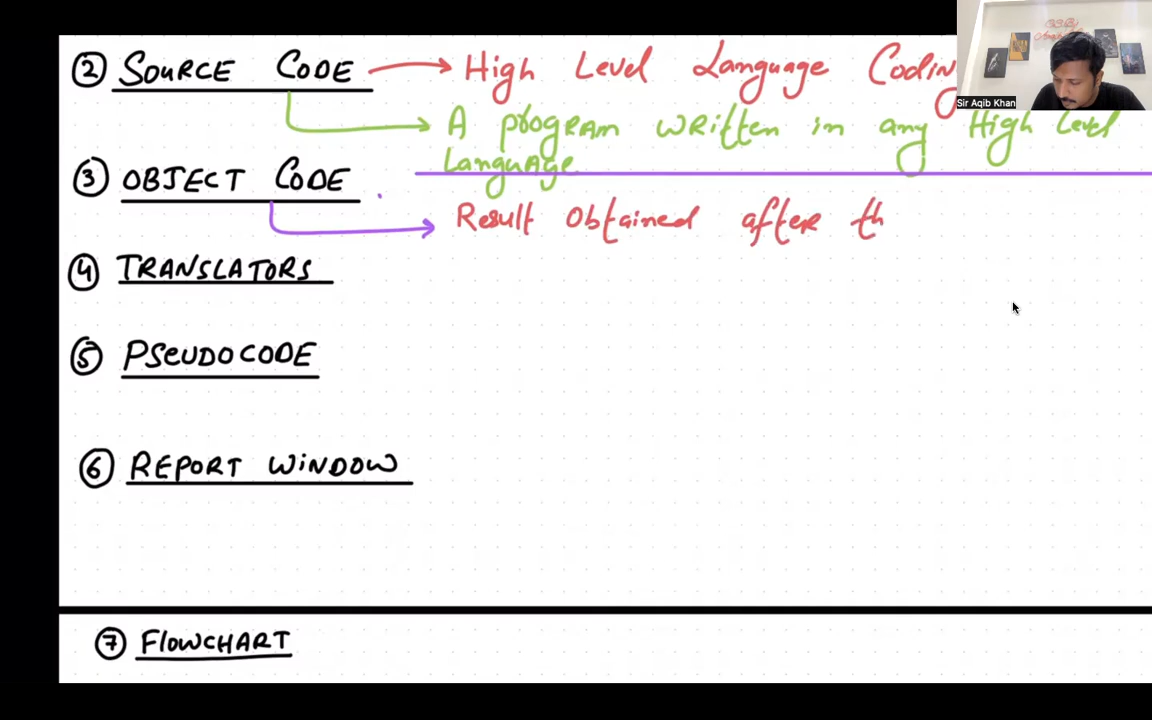 ② SOURCE CODE → High Level Language Coding
A program written in any High Level
Language
③ OBJECT CODE
Result Obtained after th
④ TRANSLATORS
⑤ PSEUDOCODE
⑥ REPORT WINDOW
⑦ FLOWCHART
Sir Aqib Khan